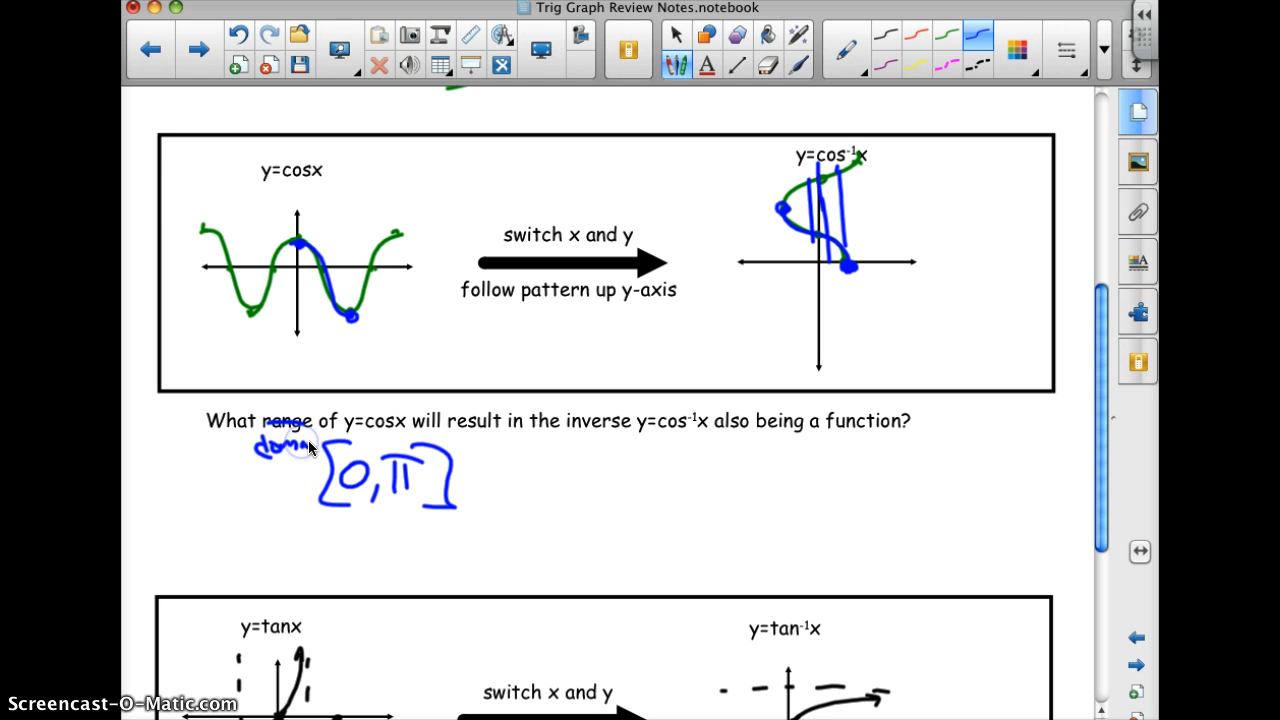 Trig Graph Review Notes.notebook
y=cosx
y=cos⁻¹x
switch x and y
follow pattern up y-axis
What range of y=cosx will result in the inverse y=cos⁻¹x also being a function?
doma
[0,π]
y=tanx
y=tan⁻¹x
switch x and y
Screencast-O-Matic.com